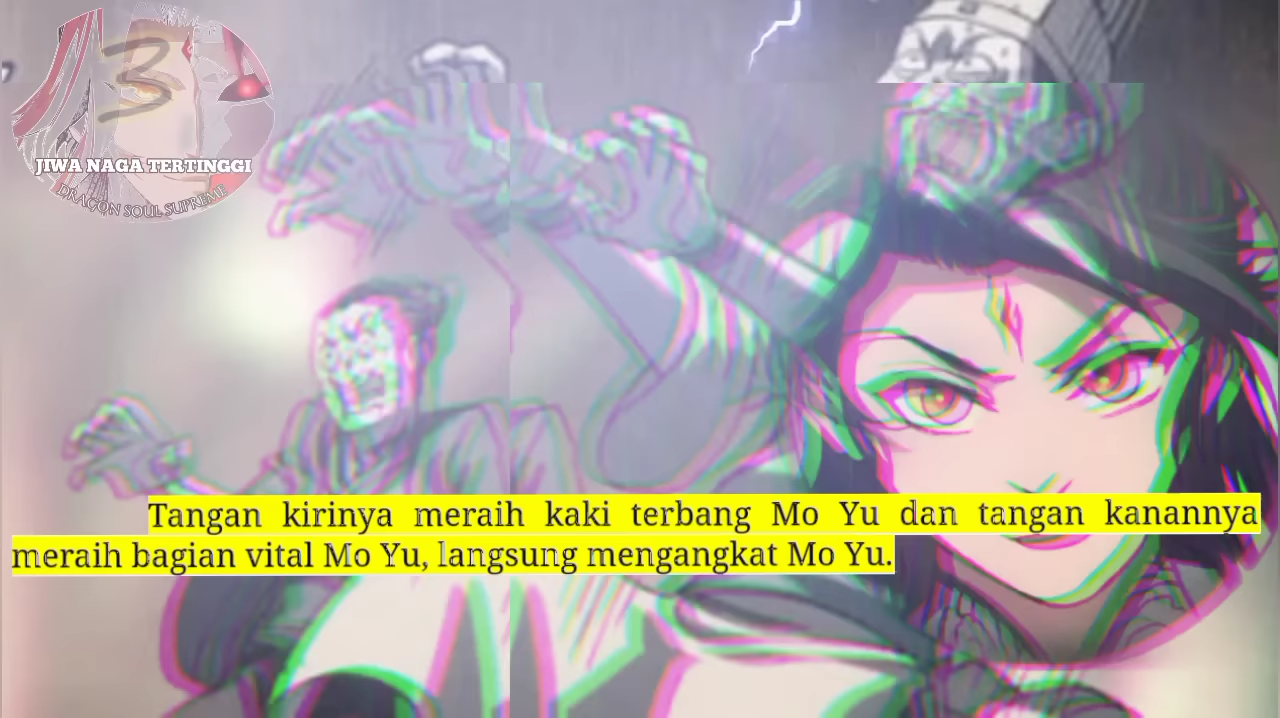 3
JIWA NAGA TERTINGGI
DRAGON SOUL SUPREME
Tangan kirinya meraih kaki terbang Mo Yu dan tangan kanannya
meraih bagian vital Mo Yu, langsung mengangkat Mo Yu.